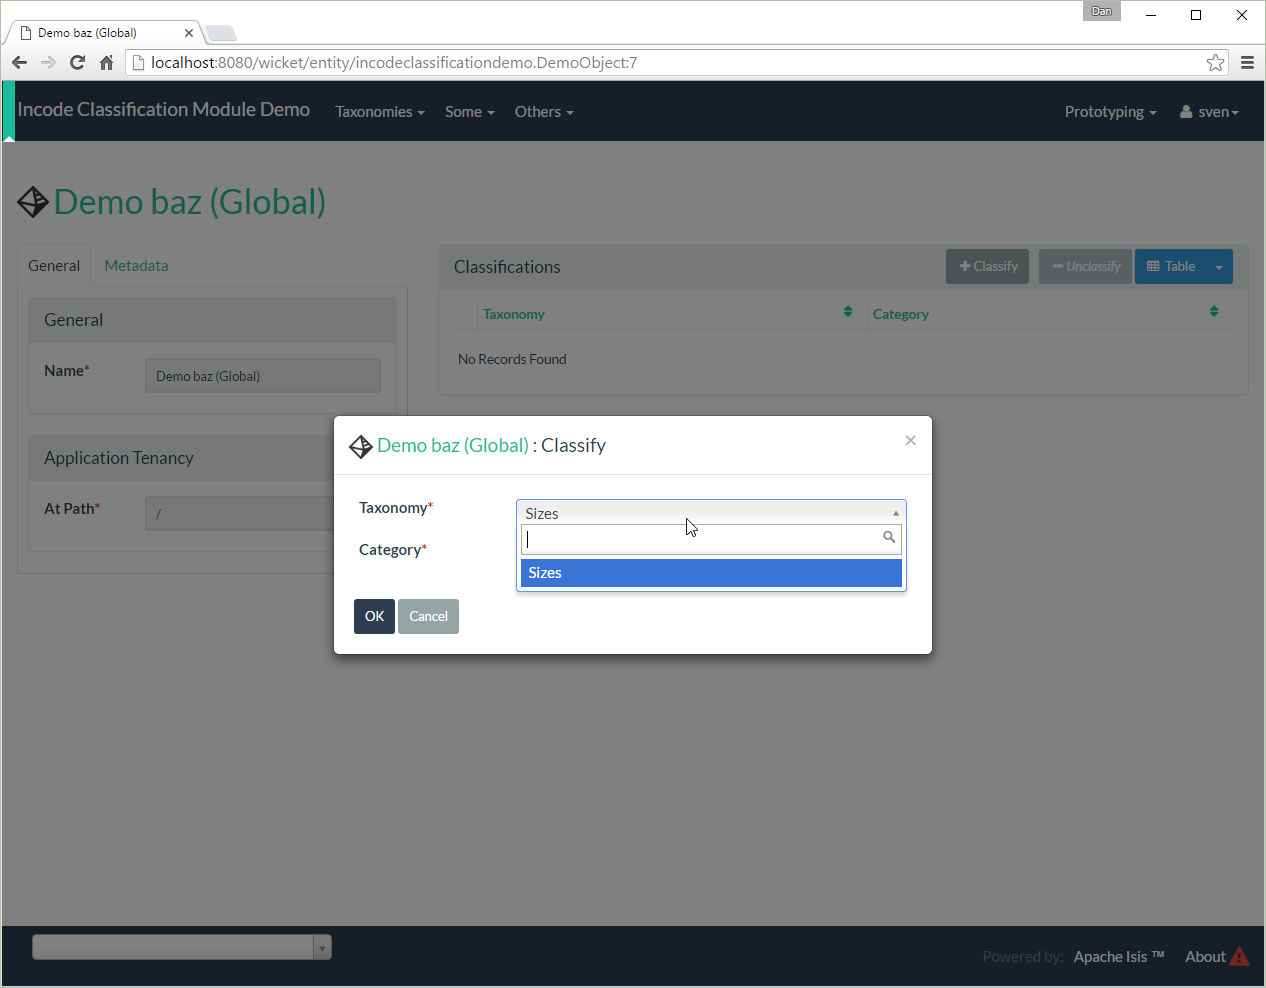 Dan
Demo baz (Global)
localhost:8080/wicket/entity/incodeclassificationdemo.DemoObject:7
Incode Classification Module Demo Taxonomies Some Others Prototyping sven
Demo baz (Global)
General Metadata
Classifications Classify Unclassify Table
General
Taxonomy Category
Name* Demo baz (Global)
No Records Found
Application Tenancy
At Path* /
Demo baz (Global) : Classify ×
Taxonomy* Sizes
Category*
Sizes
OK Cancel
Powered by: Apache Isis ™ About